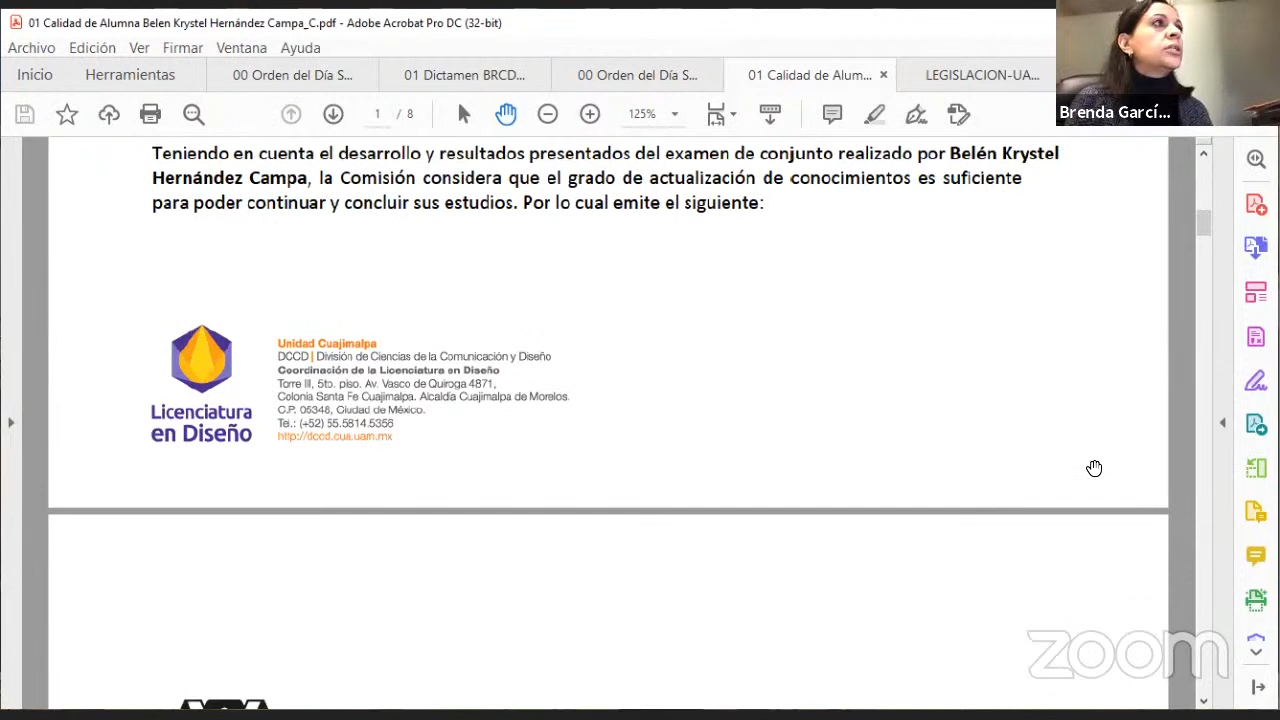 01 Calidad de Alumna Belen Krystel Hernández Campa_C.pdf - Adobe Acrobat Pro DC (32-bit)
Archivo Edición Ver Firmar Ventana Ayuda
Inicio Herramientas 00 Orden del Día S... 01 Dictamen BRCD... 00 Orden del Día S... 01 Calidad de Alum... × LEGISLACION-UA...
1 / 8 125%
Brenda Garcí...
Teniendo en cuenta el desarrollo y resultados presentados del examen de conjunto realizado por Belén Krystel
Hernández Campa, la Comisión considera que el grado de actualización de conocimientos es suficiente
para poder continuar y concluir sus estudios. Por lo cual emite el siguiente:
Licenciatura
en Diseño
Unidad Cuajimalpa
DCCD | División de Ciencias de la Comunicación y Diseño
Coordinación de la Licenciatura en Diseño
Torre III, 5to. piso. Av. Vasco de Quiroga 4871,
Colonia Santa Fe Cuajimalpa. Alcaldía Cuajimalpa de Morelos.
C.P. 05348, Ciudad de México.
Tel.: (+52) 55.5814.5356
http://dccd.cua.uam.mx
zoom